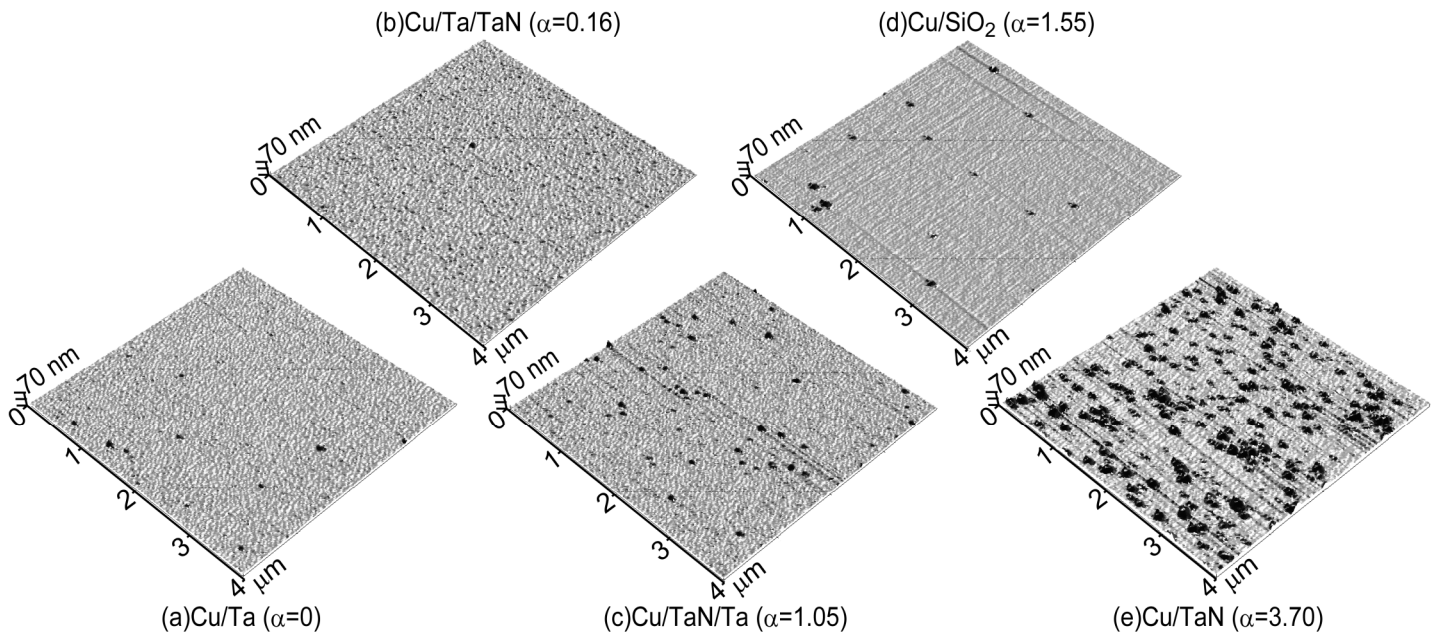 (b)Cu/Ta/TaN (α=0.16)
70 nm
0
1
2
3
4 μm
(d)Cu/SiO₂ (α=1.55)
70 nm
0
1
2
3
4 μm
70 nm
0
1
2
3
4 μm
(a)Cu/Ta (α=0)
70 nm
0
1
2
3
4 μm
(c)Cu/TaN/Ta (α=1.05)
70 nm
0
1
2
3
4 μm
(e)Cu/TaN (α=3.70)